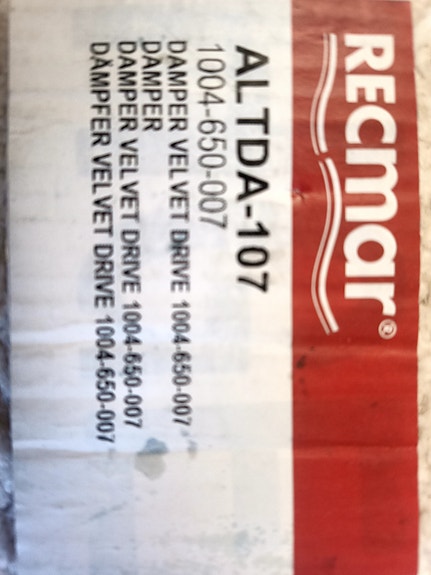 RECMAR®
ALTDA-107
1004-650-007
DAMPER VELVET DRIVE 1004-650-007
DAMPER
DAMPER VELVET DRIVE 1004-650-007
DÄMPFER VELVET DRIVE 1004-650-007